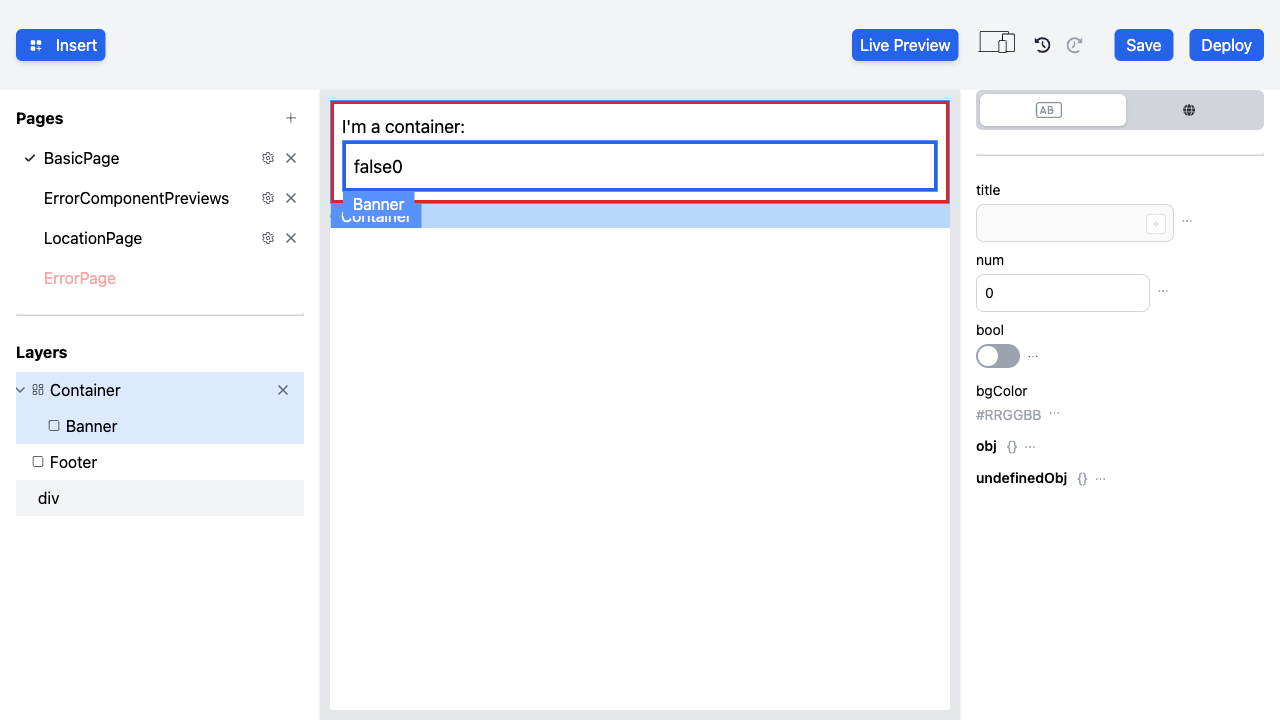 Insert
Live Preview
Save
Deploy
Pages
BasicPage
ErrorComponentPreviews
LocationPage
ErrorPage
Layers
Container
Banner
Footer
div
I'm a container:
false0
Banner
Container
AB
title
num
0
bool
bgColor
#RRGGBB
obj {}
undefinedObj {}